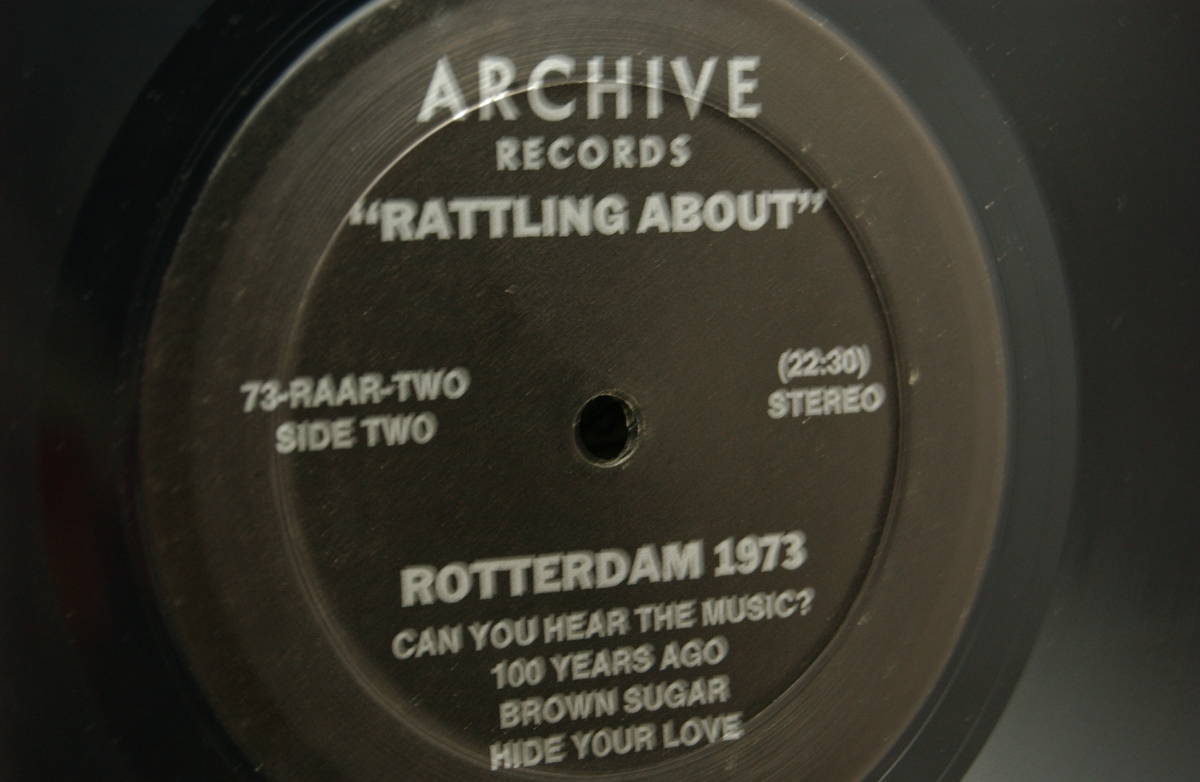 ARCHIVE
RECORDS
“RATTLING ABOUT”
73-RAAR-TWO
SIDE TWO
(22:30)
STEREO
ROTTERDAM 1973
CAN YOU HEAR THE MUSIC?
100 YEARS AGO
BROWN SUGAR
HIDE YOUR LOVE